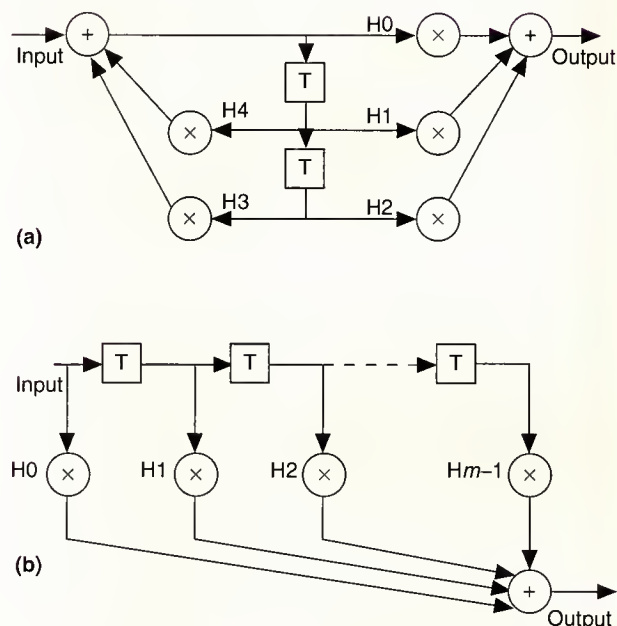 H0
+ × +
Input Output
T
H4 H1
× ×
T
H3 H2
× ×
(a)
Input T T T
H0 × H1 × H2 × Hm–1 ×
(b)
+
Output